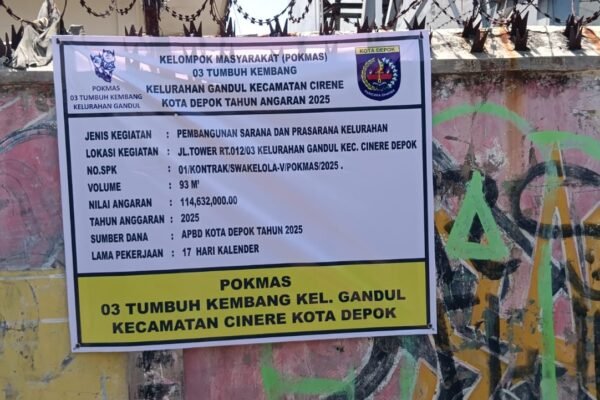 KELOMPOK MASYARAKAT (POKMAS)
03 TUMBUH KEMBANG
KELURAHAN GANDUL KECAMATAN CINERE
KOTA DEPOK TAHUN ANGARAN 2025
POKMAS
03 TUMBUH KEMBANG
KELURAHAN GANDUL
KOTA DEPOK
JENIS KEGIATAN : PEMBANGUNAN SARANA DAN PRASARANA KELURAHAN
LOKASI KEGIATAN : JL.TOWER RT.012/03 KELURAHAN GANDUL KEC. CINERE DEPOK
NO.SPK : 01/KONTRAK/SWAKELOLA-V/POKMAS/2025 .
VOLUME : 93 M'
NILAI ANGARAN : 114,632,000.00
TAHUN ANGGARAN : 2025
SUMBER DANA : APBD KOTA DEPOK TAHUN 2025
LAMA PEKERJAAN : 17 HARI KALENDER
POKMAS
03 TUMBUH KEMBANG KEL. GANDUL
KECAMATAN CINERE KOTA DEPOK